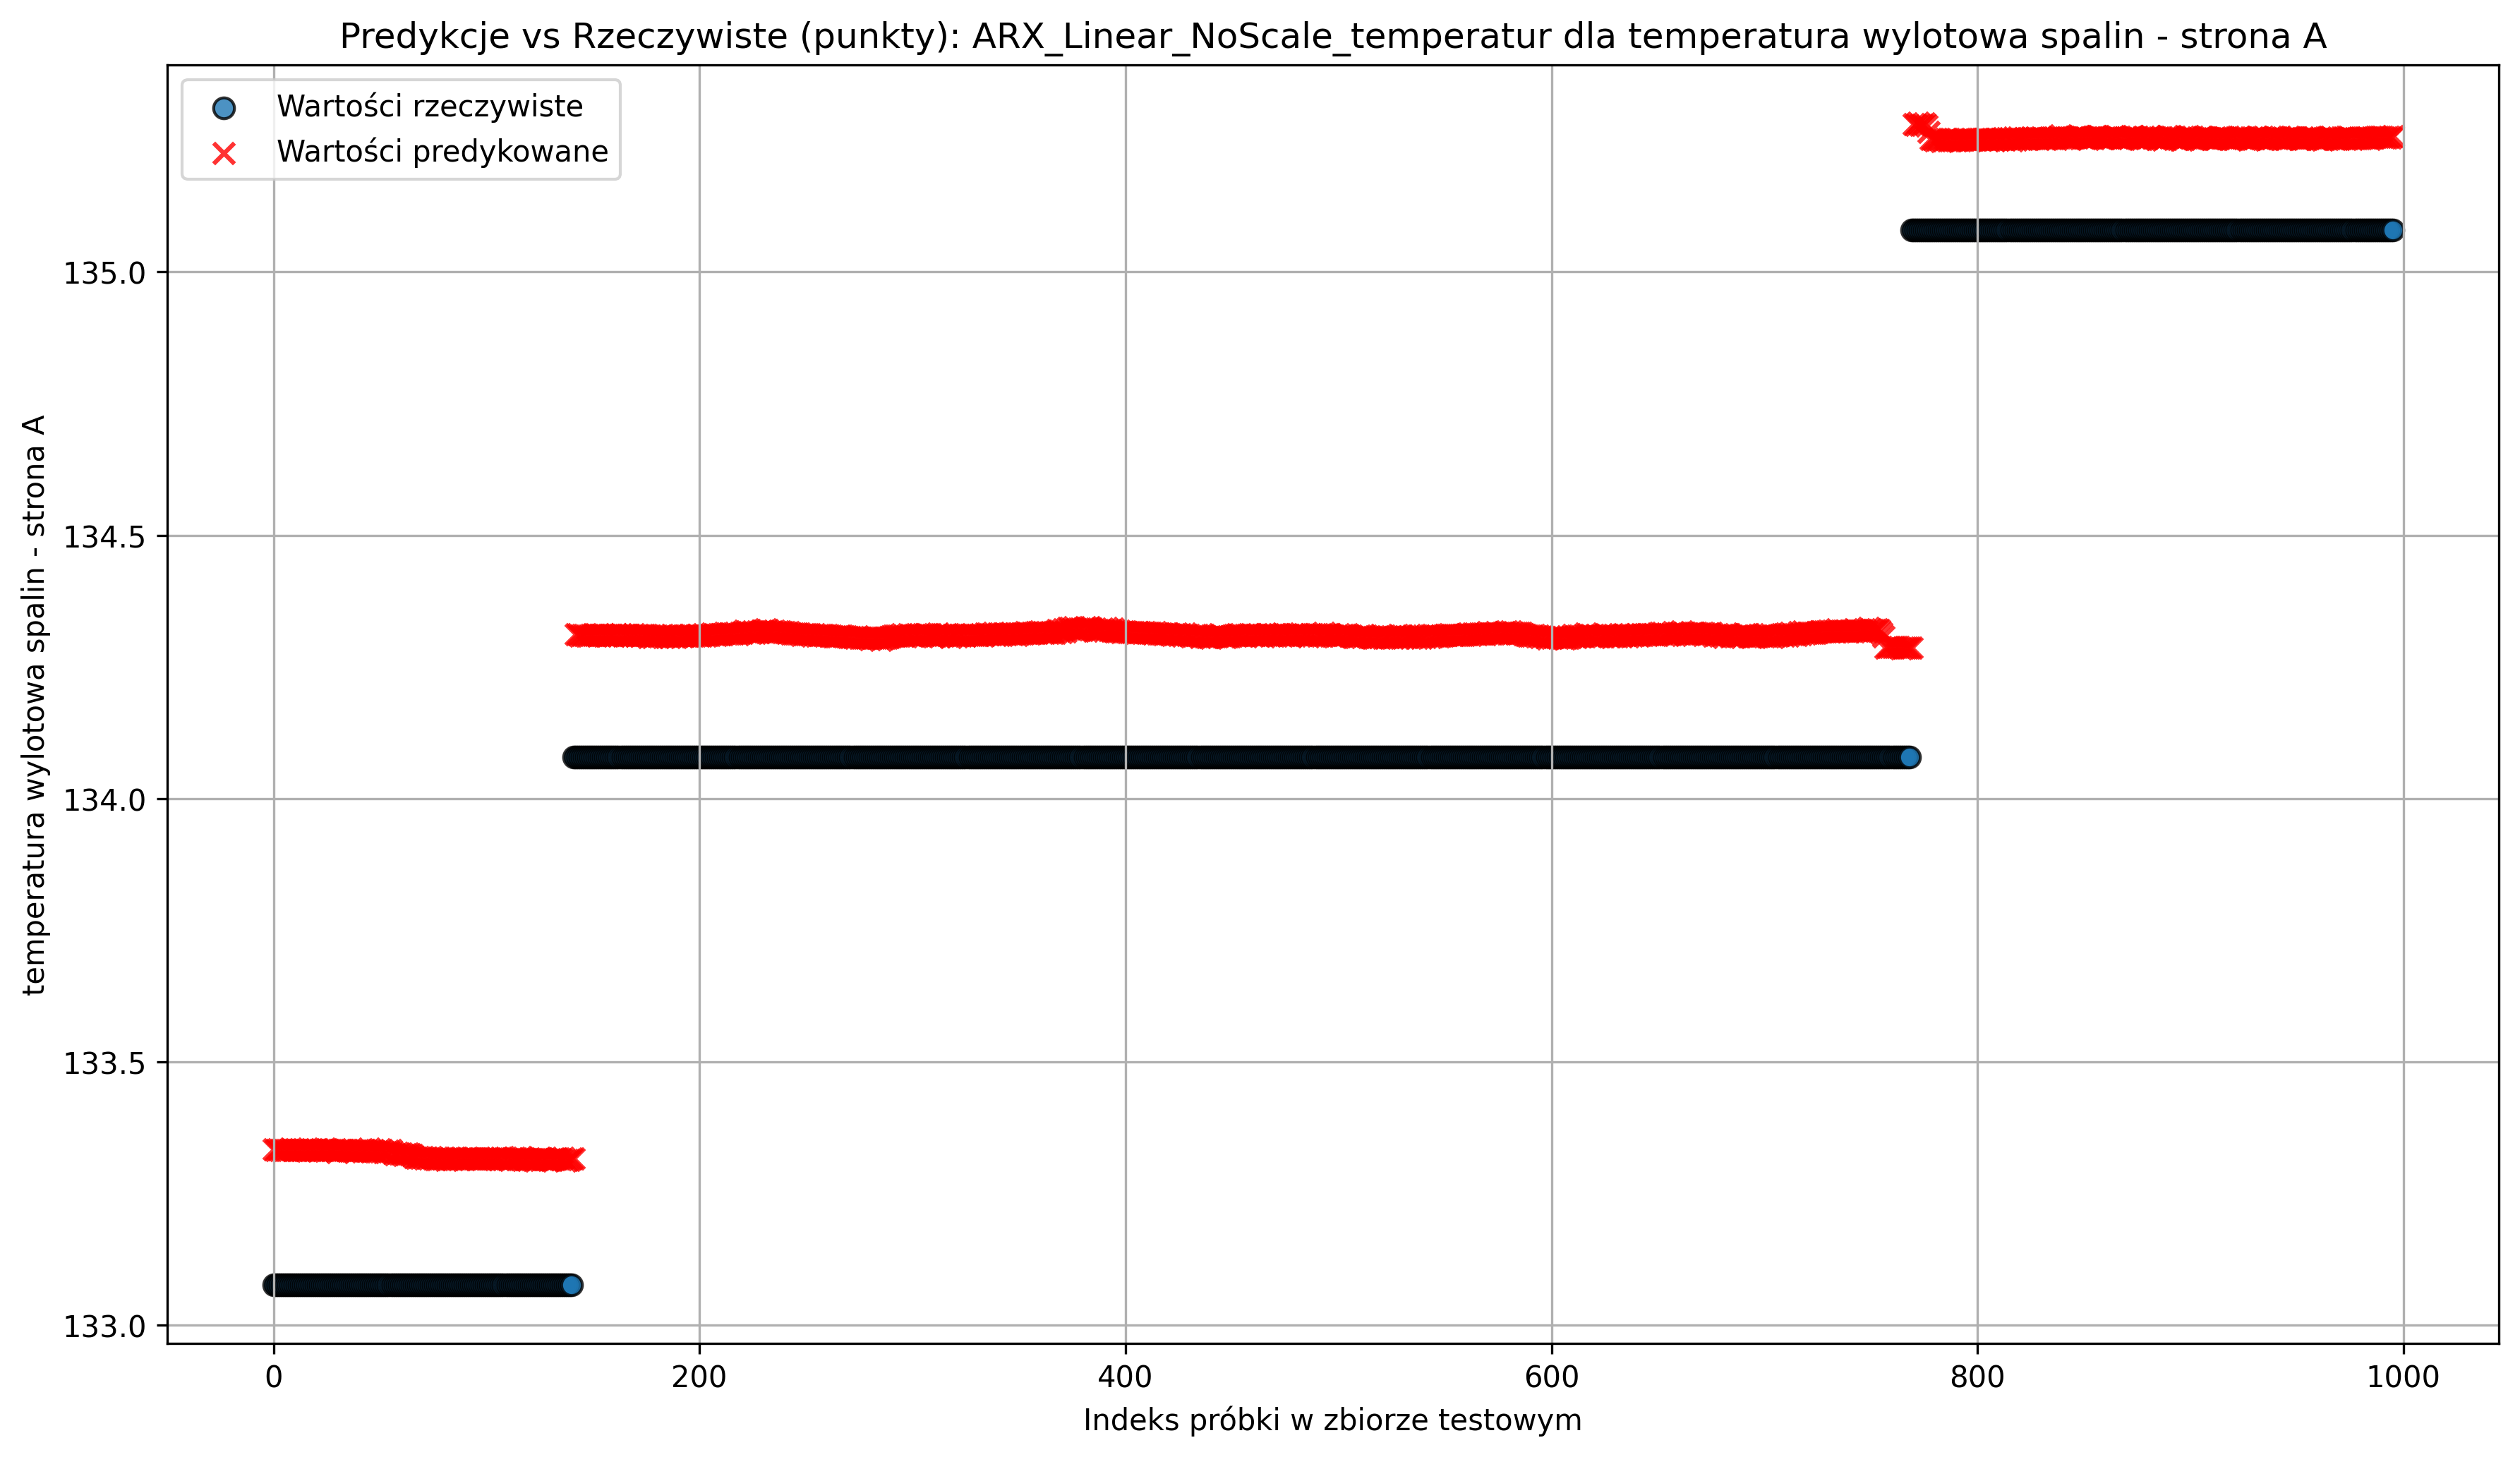 Predykcje vs Rzeczywiste (punkty): ARX_Linear_NoScale_temperatur dla temperatura wylotowa spalin - strona A
Wartości rzeczywiste
Wartości predykowane
temperatura wylotowa spalin - strona A
135.0
134.5
134.0
133.5
133.0
0 200 400 600 800 1000
Indeks próbki w zbiorze testowym